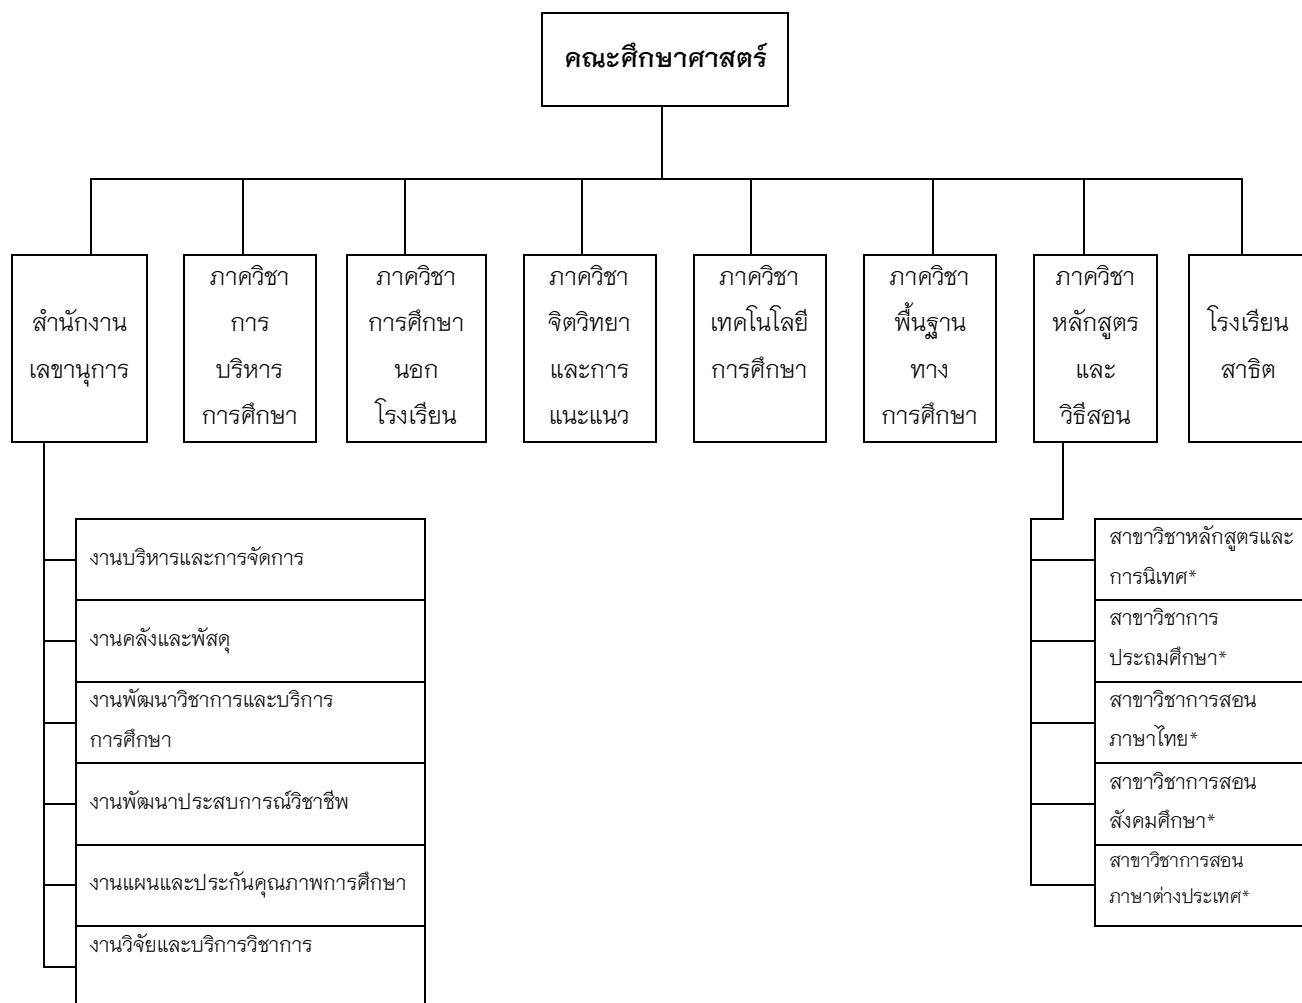 คณะศึกษาศาสตร์
สำนักงาน
เลขานุการ
ภาควิชา
การ
บริหาร
การศึกษา
ภาควิชา
การศึกษา
นอก
โรงเรียน
ภาควิชา
จิตวิทยา
และการ
แนะแนว
ภาควิชา
เทคโนโลยี
การศึกษา
ภาควิชา
พื้นฐาน
ทาง
การศึกษา
ภาควิชา
หลักสูตร
และ
วิธีสอน
โรงเรียน
สาธิต
งานบริหารและการจัดการ
งานคลังและพัสดุ
งานพัฒนาวิชาการและบริการ
การศึกษา
งานพัฒนาประสบการณ์วิชาชีพ
งานแผนและประกันคุณภาพการศึกษา
งานวิจัยและบริการวิชาการ
สาขาวิชาหลักสูตรและ
การนิเทศ*
สาขาวิชาการ
ประถมศึกษา*
สาขาวิชาการสอน
ภาษาไทย*
สาขาวิชาการสอน
สังคมศึกษา*
สาขาวิชาการสอน
ภาษาต่างประเทศ*